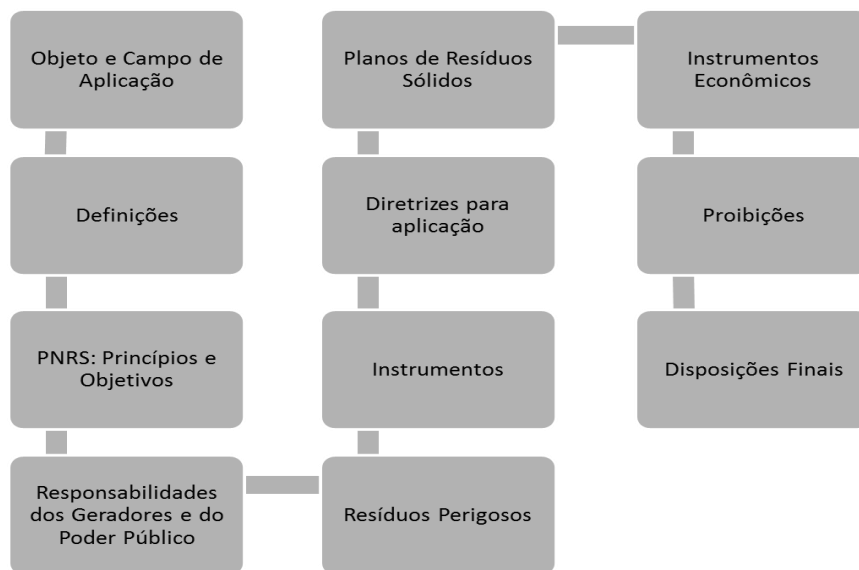 Objeto e Campo de
Aplicação
Definições
PNRS: Princípios e
Objetivos
Responsabilidades
dos Geradores e do
Poder Público
Resíduos Perigosos
Instrumentos
Diretrizes para
aplicação
Planos de Resíduos
Sólidos
Instrumentos
Econômicos
Proibições
Disposições Finais